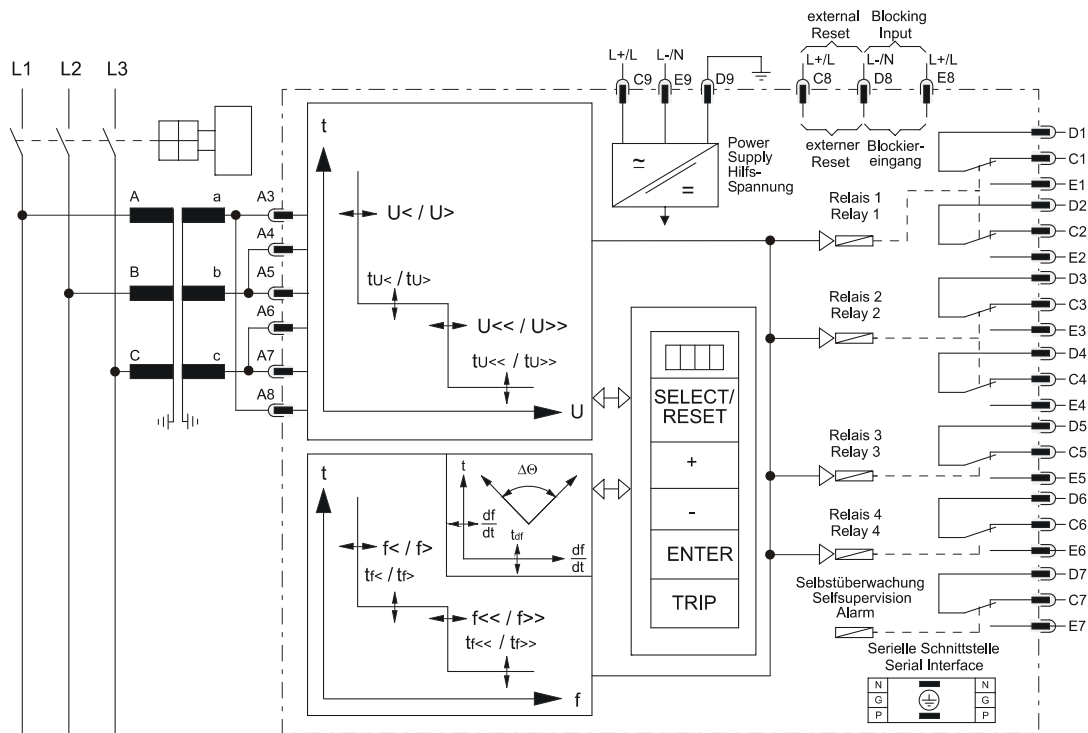 L1
L2
L3
A
a
B
b
C
c
A3
A4
A5
A6
A7
A8
t
U< / U>
tU< / tU>
U<< / U>>
tU<< / tU>>
U
t
f< / f>
tf< / tf>
f<< / f>>
tf<< / tf>>
f
t
ΔΘ
df
dt
tdf
df
dt
L+/L
L-/N
C9
E9
D9
≃
=
Power
Supply
Hilfs-
Spannung
external
Reset
Blocking
Input
L+/L
L-/N
L+/L
C8
D8
E8
externer
Reset
Blockier-
eingang
SELECT/
RESET
+
-
ENTER
TRIP
Relais 1
Relay 1
Relais 2
Relay 2
Relais 3
Relay 3
Relais 4
Relay 4
Selbstüberwachung
Selfsupervision
Alarm
D1
C1
E1
D2
C2
E2
D3
C3
E3
D4
C4
E4
D5
C5
E5
D6
C6
E6
D7
C7
E7
Serielle Schnittstelle
Serial Interface
N
G
P
N
G
P